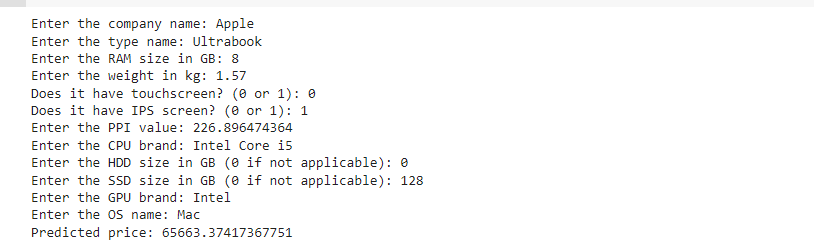 Enter the company name: Apple
Enter the type name: Ultrabook
Enter the RAM size in GB: 8
Enter the weight in kg: 1.57
Does it have touchscreen? (0 or 1): 0
Does it have IPS screen? (0 or 1): 1
Enter the PPI value: 226.896474364
Enter the CPU brand: Intel Core i5
Enter the HDD size in GB (0 if not applicable): 0
Enter the SSD size in GB (0 if not applicable): 128
Enter the GPU brand: Intel
Enter the OS name: Mac
Predicted price: 65663.37417367751